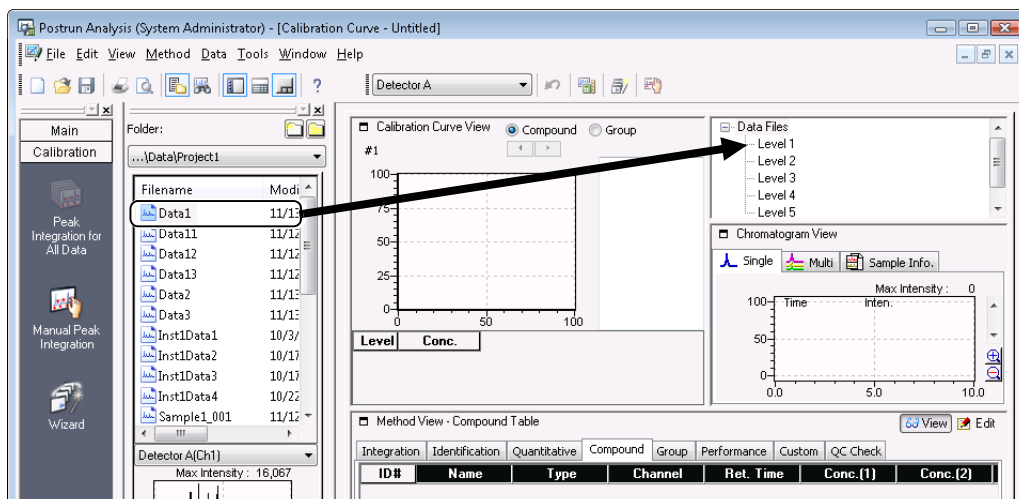 Postrun Analysis (System Administrator) - [Calibration Curve - Untitled]
File Edit View Method Data Tools Window Help
Detector A
Main
Calibration
Peak
Integration for
All Data
Manual Peak
Integration
Wizard
Folder:
...\Data\Project1
Filename Modi
Data1 11/13
Data11 11/12
Data12 11/12
Data13 11/12
Data2 11/13
Data3 11/13
Inst1Data1 10/3/
Inst1Data2 10/17
Inst1Data3 10/17
Inst1Data4 10/22
Sample1_001 11/12
Detector A(Ch1)
Max Intensity : 16,067
Calibration Curve View Compound Group
#1
100
75
50
25
0
0 50 100
Level Conc.
Data Files
Level 1
Level 2
Level 3
Level 4
Level 5
Chromatogram View
Single Multi Sample Info.
Max Intensity : 0
Time Inten.
100
50
0
0.0 5.0 10.0
Method View - Compound Table
View Edit
Integration Identification Quantitative Compound Group Performance Custom QC Check
ID# Name Type Channel Ret. Time Conc.(1) Conc.(2)